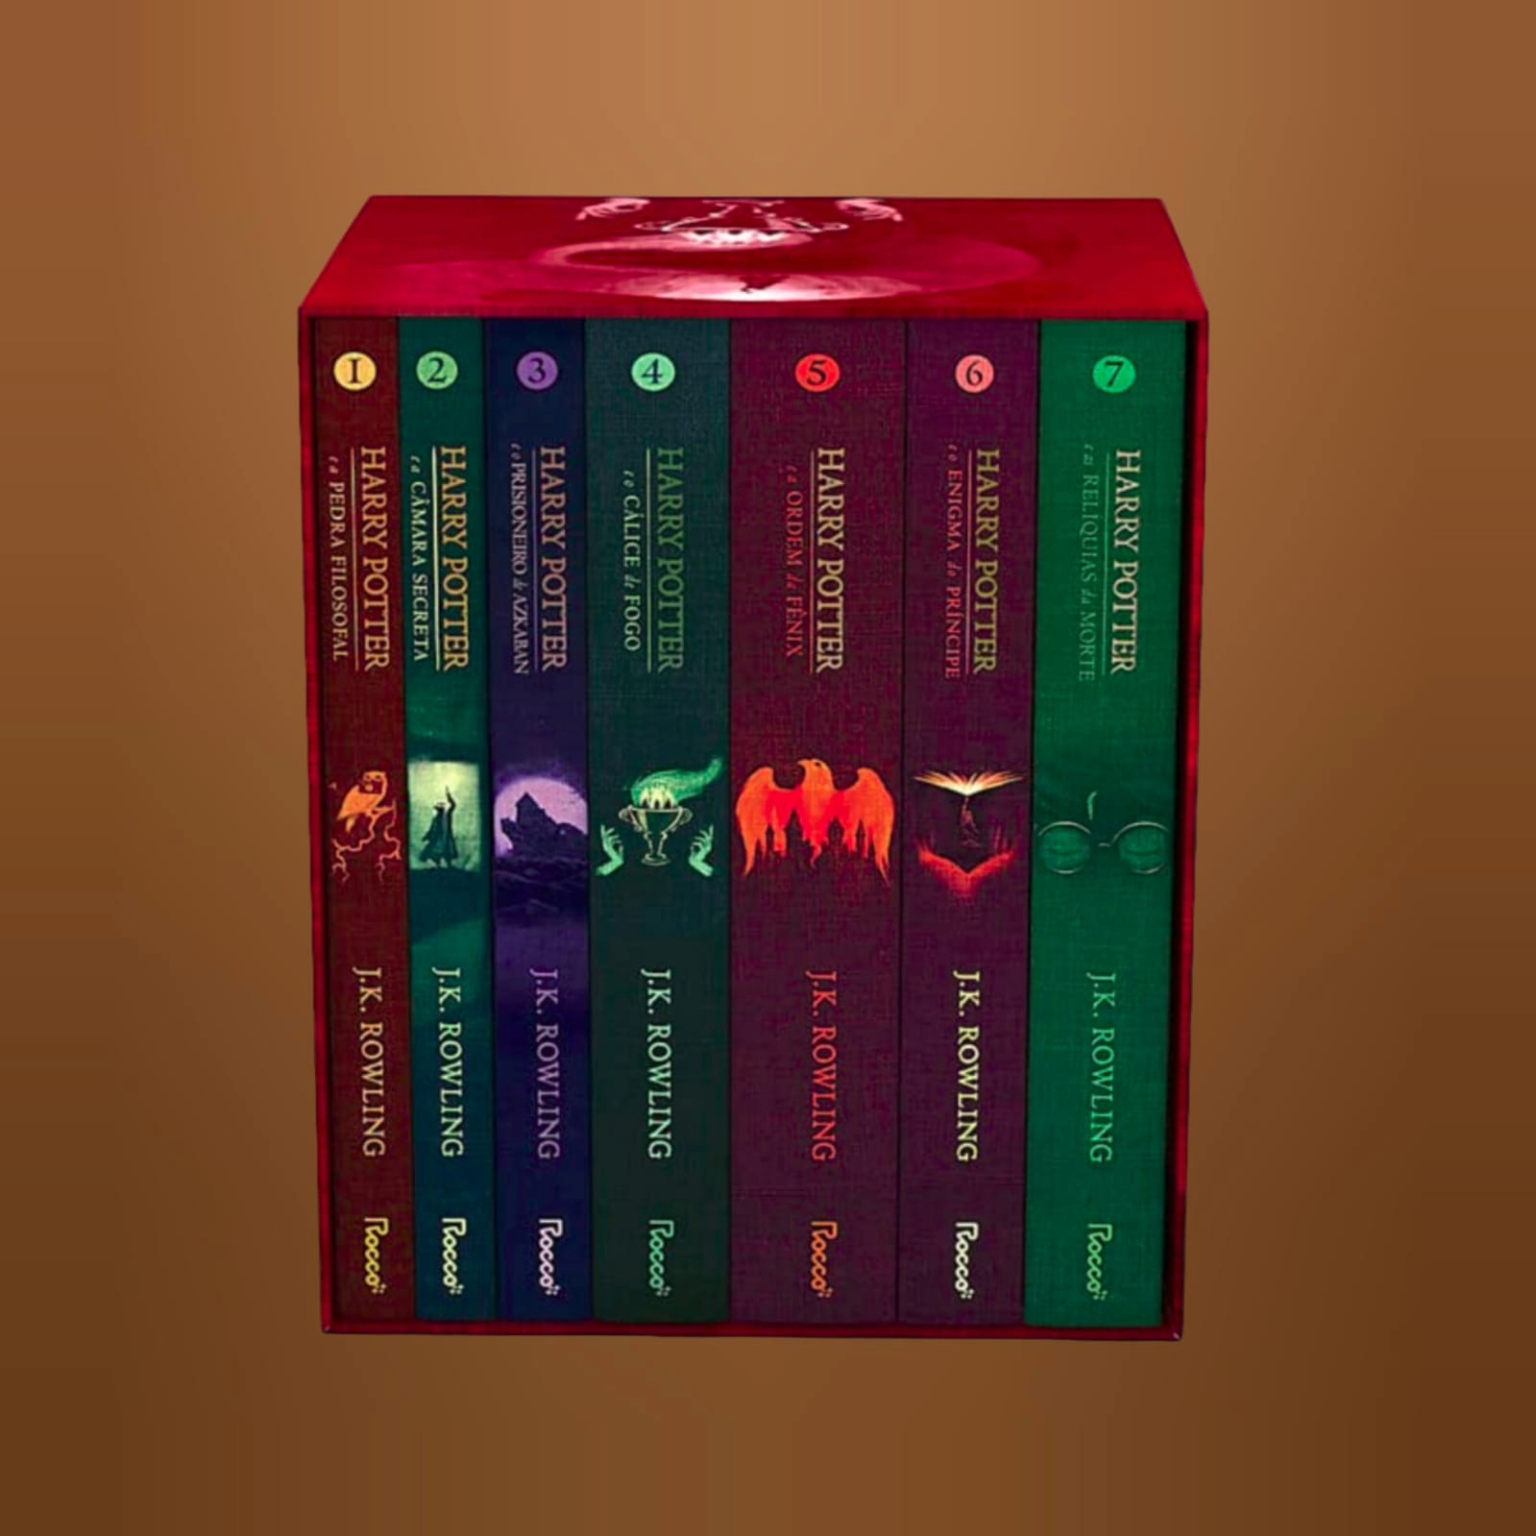 1
HARRY POTTER
e a PEDRA FILOSOFAL
J.K. ROWLING
Rocco
2
HARRY POTTER
e a CÂMARA SECRETA
J.K. ROWLING
Rocco
3
HARRY POTTER
e o PRISIONEIRO de AZKABAN
J.K. ROWLING
Rocco
4
HARRY POTTER
e o CÁLICE de FOGO
J.K. ROWLING
Rocco
5
HARRY POTTER
e a ORDEM da FÊNIX
J.K. ROWLING
Rocco
6
HARRY POTTER
e o ENIGMA do PRÍNCIPE
J.K. ROWLING
Rocco
7
HARRY POTTER
e as RELÍQUIAS da MORTE
J.K. ROWLING
Rocco